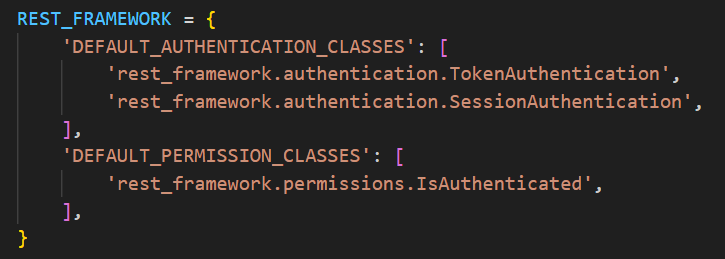 REST_FRAMEWORK = {
    'DEFAULT_AUTHENTICATION_CLASSES': [
        'rest_framework.authentication.TokenAuthentication',
        'rest_framework.authentication.SessionAuthentication',
    ],
    'DEFAULT_PERMISSION_CLASSES': [
        'rest_framework.permissions.IsAuthenticated',
    ],
}